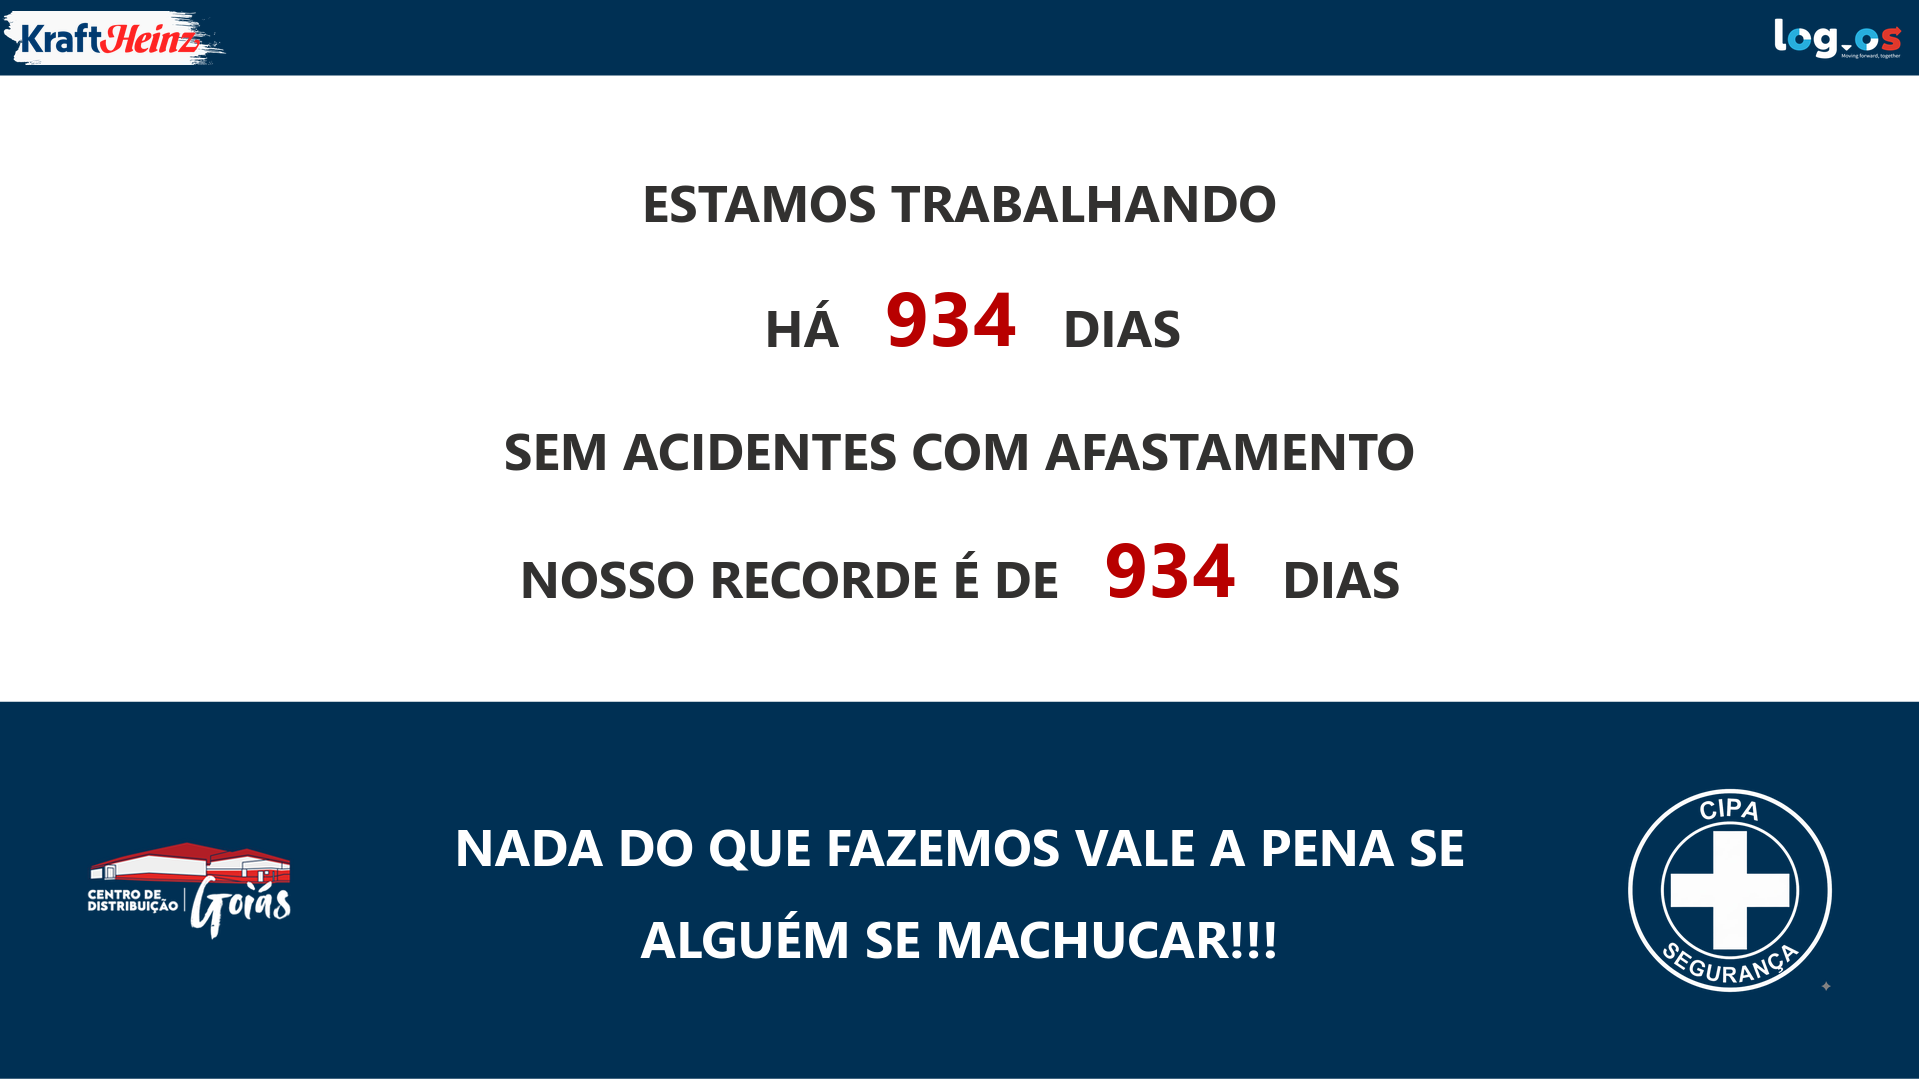 KraftHeinz
log.os
Moving forward, together
ESTAMOS TRABALHANDO
HÁ 934 DIAS
SEM ACIDENTES COM AFASTAMENTO
NOSSO RECORDE É DE 934 DIAS
NADA DO QUE FAZEMOS VALE A PENA SE
ALGUÉM SE MACHUCAR!!!
CENTRO DE
DISTRIBUIÇÃO
Goiás
CIPA
SEGURANÇA